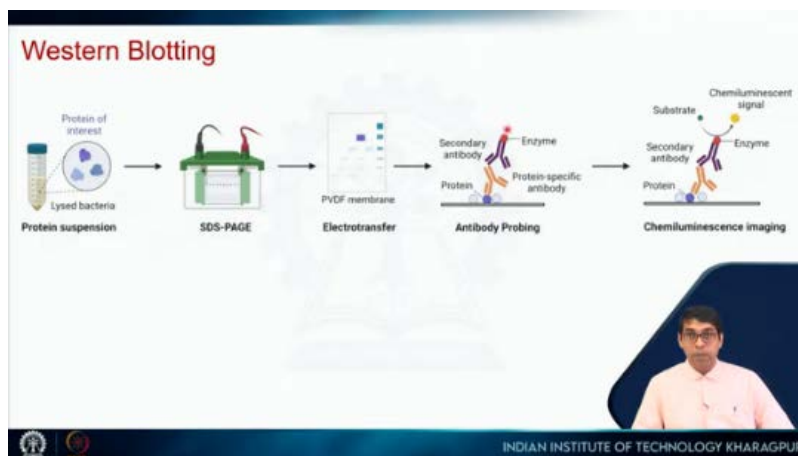 Western Blotting
Protein of
interest
Lysed bacteria
Protein suspension
SDS-PAGE
PVDF membrane
Electrotransfer
Secondary
antibody
Enzyme
Protein-specific
antibody
Protein
Antibody Probing
Chemiluminescent
signal
Substrate
Enzyme
Secondary
antibody
Protein
Chemiluminescence imaging
INDIAN INSTITUTE OF TECHNOLOGY KHARAGPUR